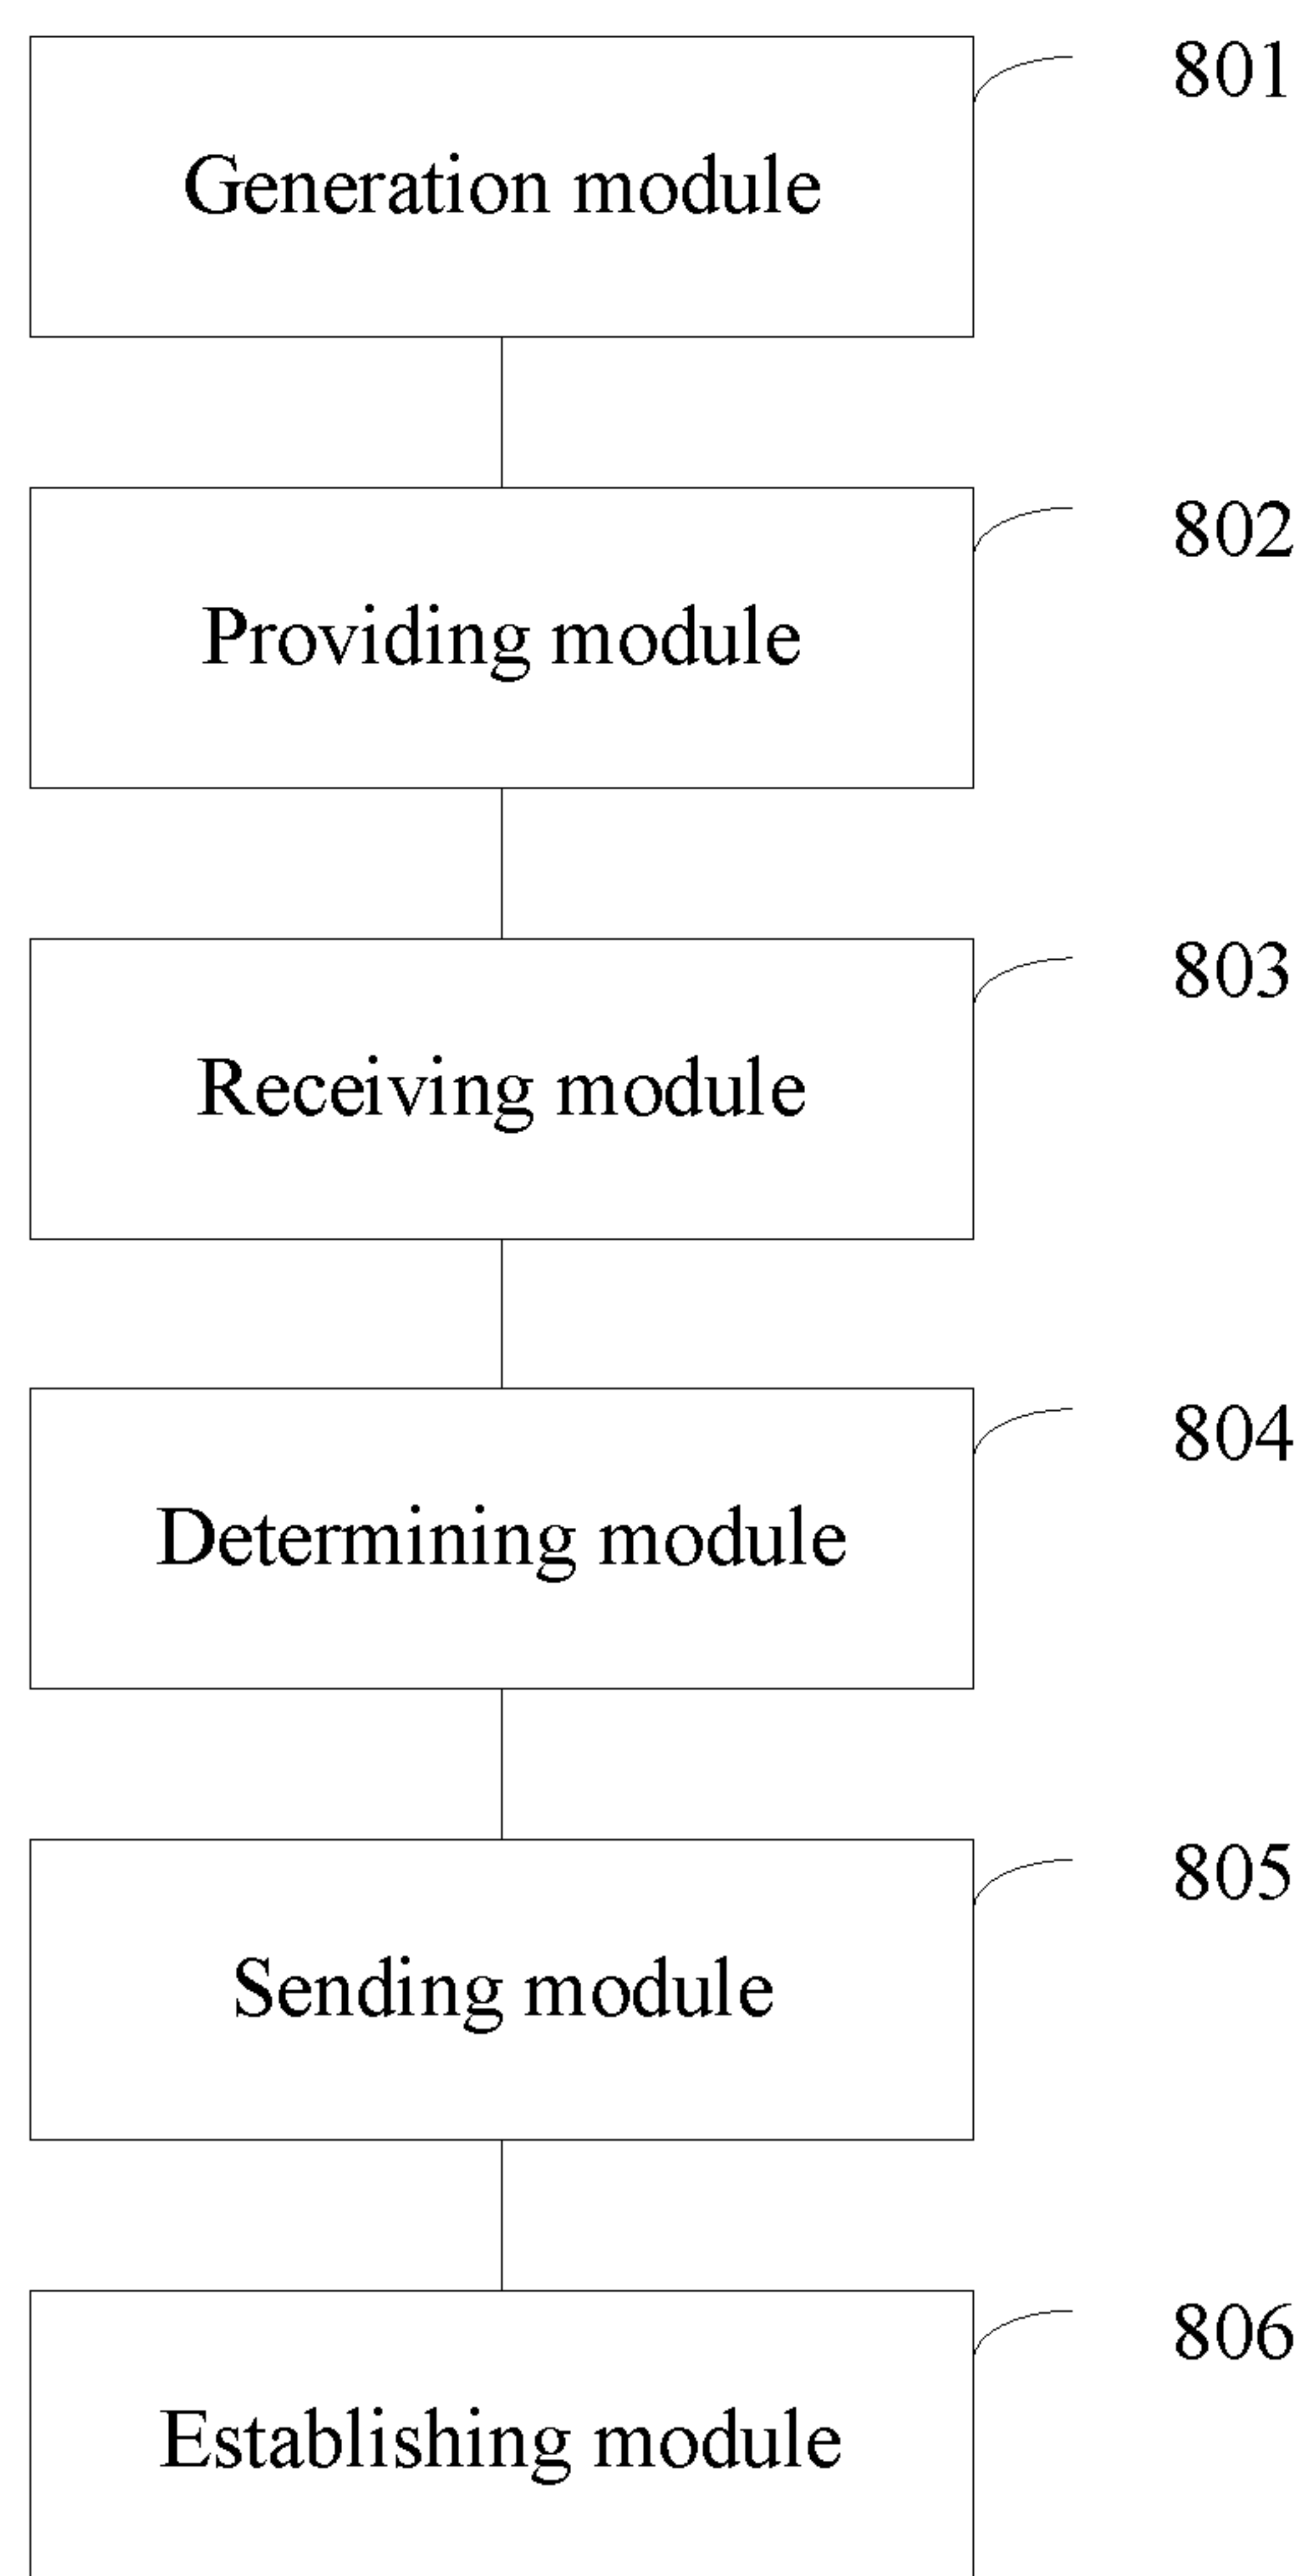 801
Generation module
802
Providing module
803
Receiving module
804
Determining module
805
Sending module
806
Establishing module